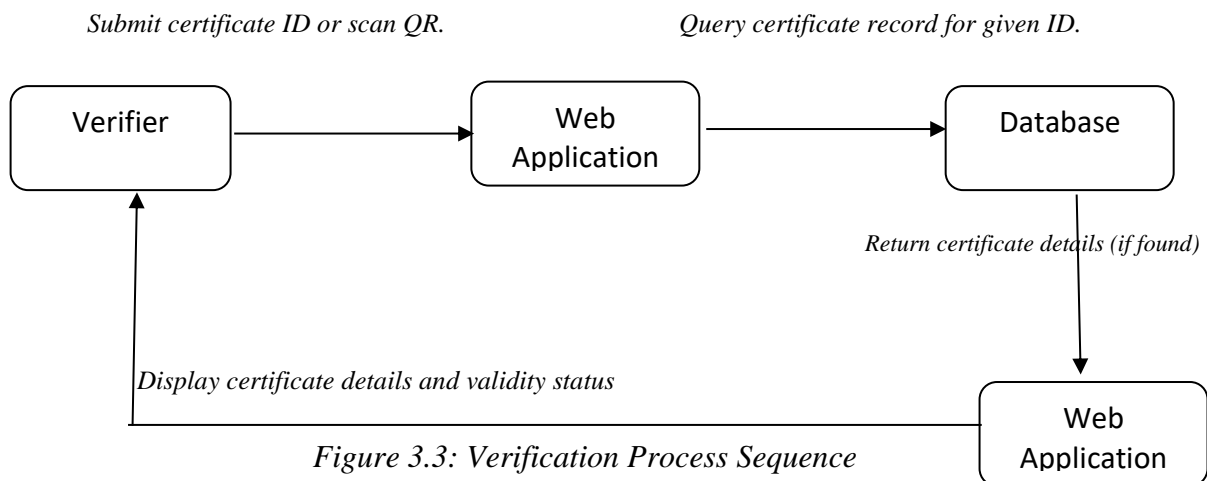 Submit certificate ID or scan QR.
Query certificate record for given ID.
Verifier
Web
Application
Database
Return certificate details (if found)
Display certificate details and validity status
Web
Application
Figure 3.3: Verification Process Sequence